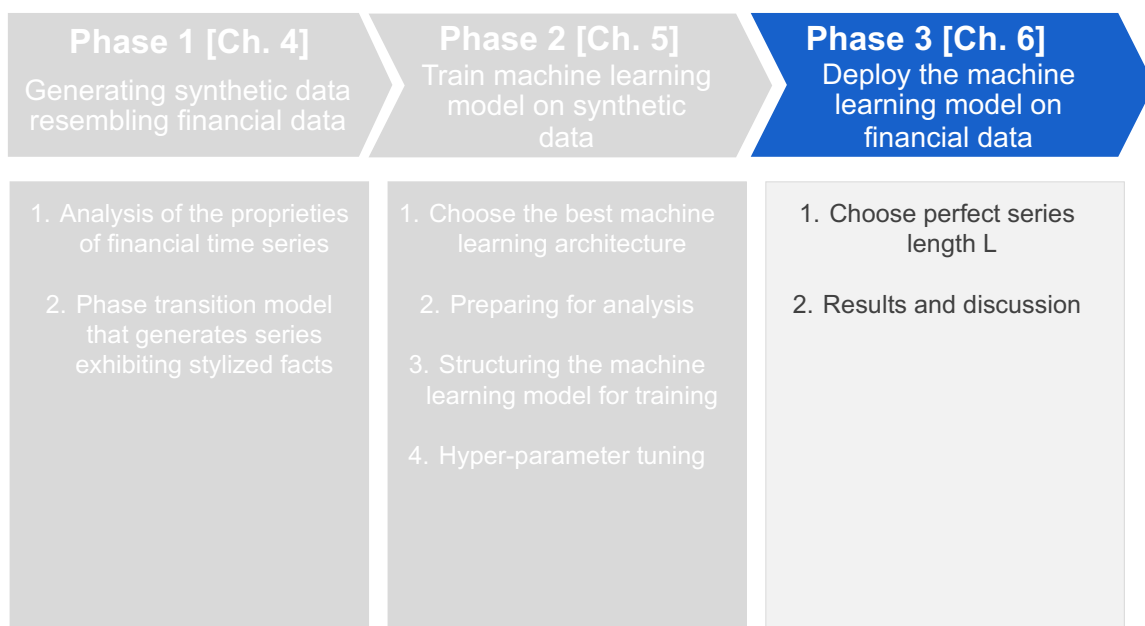 Phase 1 [Ch. 4]
Generating synthetic data
resembling financial data
Phase 2 [Ch. 5]
Train machine learning
model on synthetic
data
Phase 3 [Ch. 6]
Deploy the machine
learning model on
financial data
1. Analysis of the proprieties
of financial time series
2. Phase transition model
that generates series
exhibiting stylized facts
1. Choose the best machine
learning architecture
2. Preparing for analysis
3. Structuring the machine
learning model for training
4. Hyper-parameter tuning
1. Choose perfect series
length L
2. Results and discussion